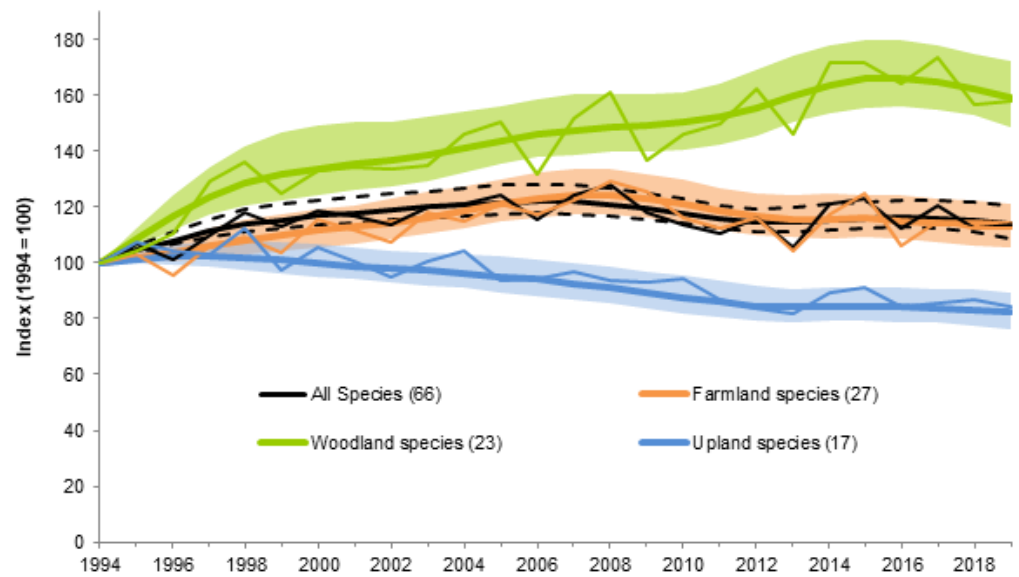 Index (1994 = 100)
180
160
140
120
100
80
60
40
20
0
All Species (66)
Farmland species (27)
Woodland species (23)
Upland species (17)
1994 1996 1998 2000 2002 2004 2006 2008 2010 2012 2014 2016 2018